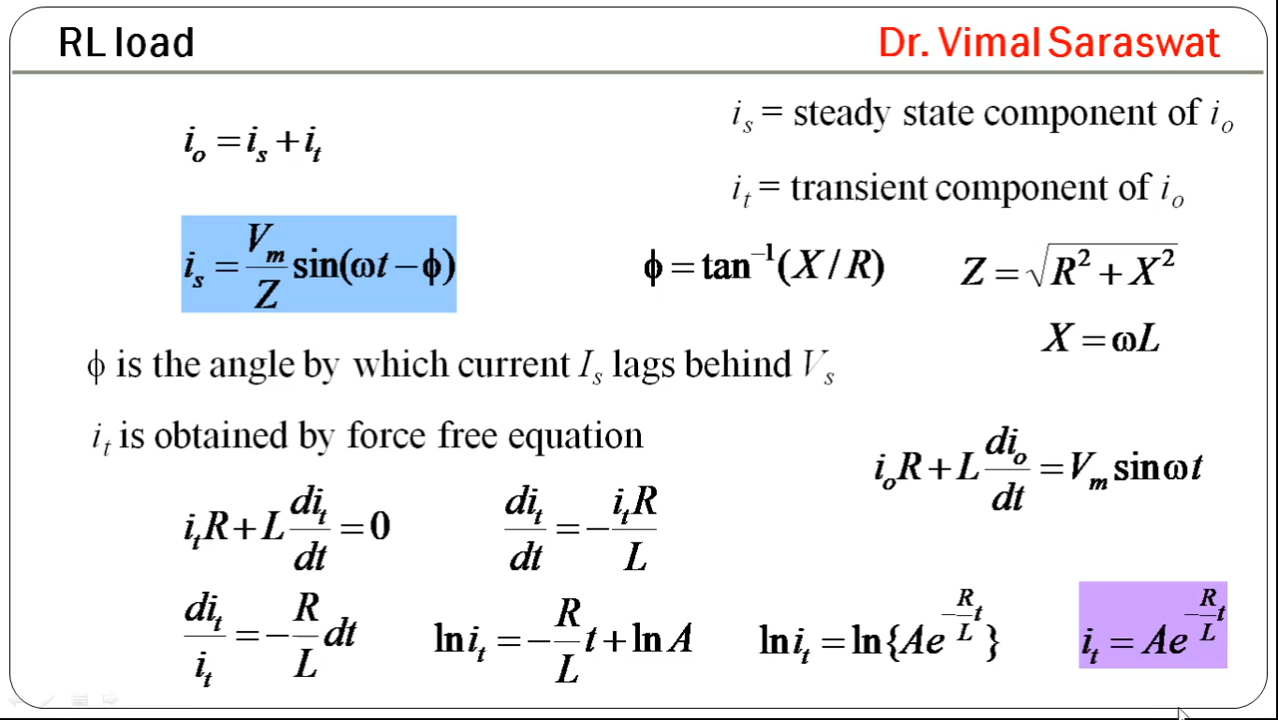 RL load
Dr. Vimal Saraswat
i_o = i_s + i_t
i_s = steady state component of i_o
i_t = transient component of i_o
i_s = V_m/Z sin(ωt − ϕ)
ϕ = tan⁻¹(X / R)
Z = √(R² + X²)
X = ωL
ϕ is the angle by which current I_s lags behind V_s
i_t is obtained by force free equation
i_o R + L di_o/dt = V_m sin ωt
i_t R + L di_t/dt = 0
di_t/dt = − i_t R/L
di_t/i_t = − R/L dt
ln i_t = − R/L t + ln A
ln i_t = ln{Ae^(−R/L t)}
i_t = Ae^(−R/L t)